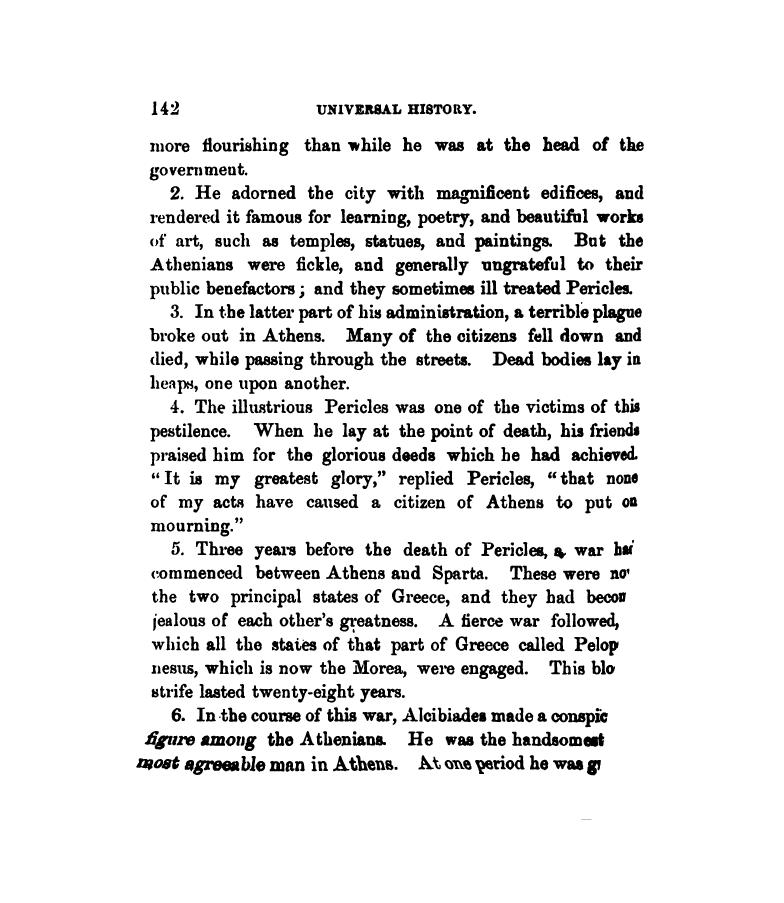 142 UNIVERSAL HISTORY.
more flourishing than while he was at the head of the
government.
2. He adorned the city with magnificent edifices, and
rendered it famous for learning, poetry, and beautiful works
of art, such as temples, statues, and paintings. But the
Athenians were fickle, and generally ungrateful to their
public benefactors; and they sometimes ill treated Pericles.
3. In the latter part of his administration, a terrible plague
broke out in Athens. Many of the citizens fell down and
died, while passing through the streets. Dead bodies lay in
heaps, one upon another.
4. The illustrious Pericles was one of the victims of this
pestilence. When he lay at the point of death, his friends
praised him for the glorious deeds which he had achieved.
"It is my greatest glory," replied Pericles, "that none
of my acts have caused a citizen of Athens to put on
mourning."
5. Three years before the death of Pericles, a war had
commenced between Athens and Sparta. These were no
the two principal states of Greece, and they had becom
jealous of each other's greatness. A fierce war followed,
which all the states of that part of Greece called Pelop
nesus, which is now the Morea, were engaged. This blo
strife lasted twenty-eight years.
6. In the course of this war, Alcibiades made a conspic
figure among the Athenians. He was the handsomest
most agreeable man in Athens. At one period he was g